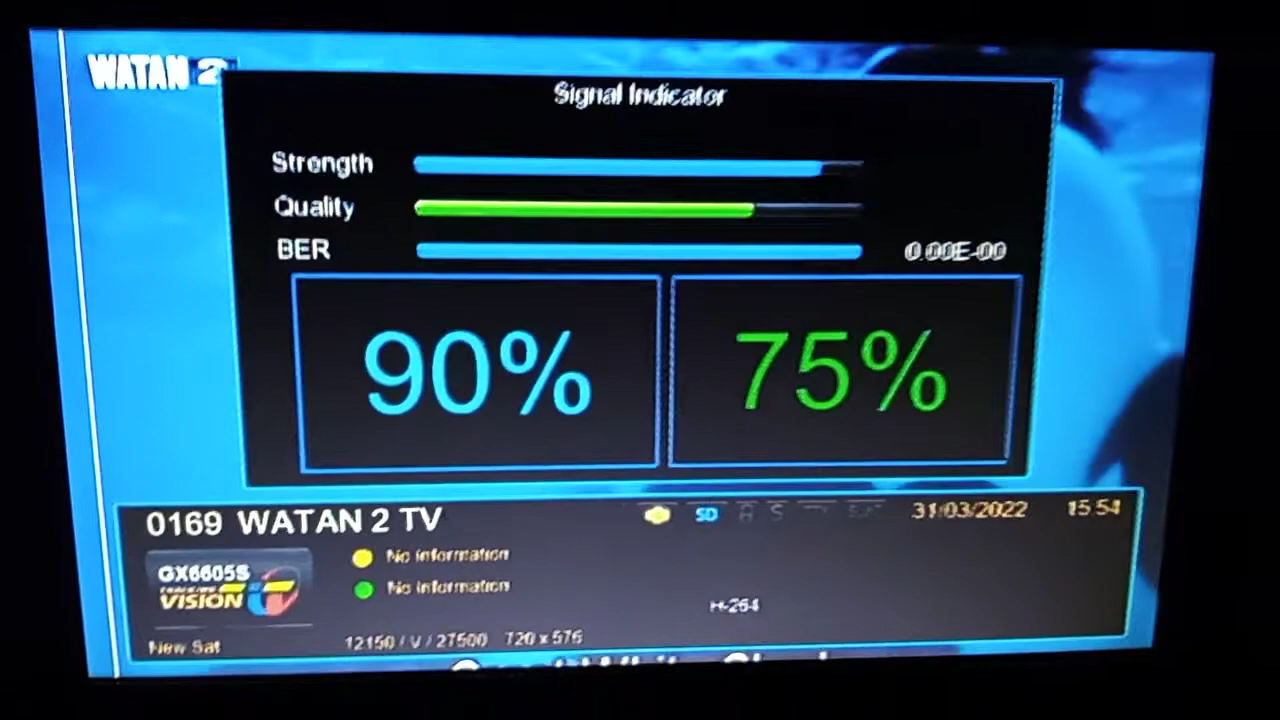 WATAN 2
Signal Indicator
Strength
Quality
BER 0.00E-00
90% 75%
0169 WATAN 2 TV SD 31/03/2022 15:54
No information
GX6605S
VISION
No information
H-264
New Sat 12150 / V / 27500 720 x 576